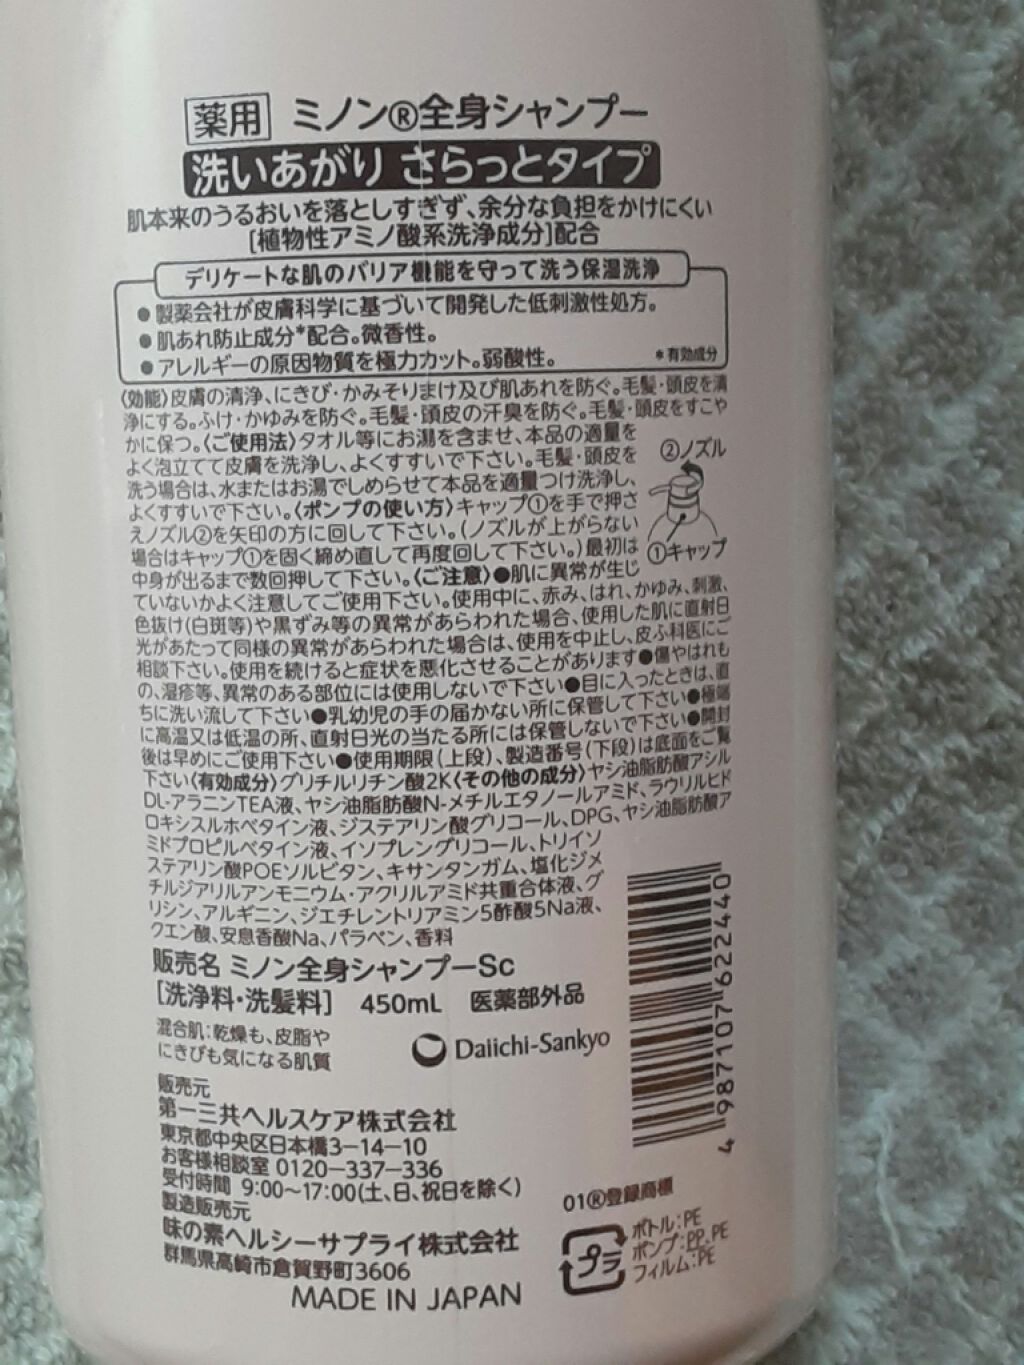 薬用 ミノン®全身シャンプー
洗いあがり さらっとタイプ
肌本来のうるおいを落としすぎず、余分な負担をかけにくい
[植物性アミノ酸系洗浄成分]配合
デリケートな肌のバリア機能を守って洗う保湿洗浄
●製薬会社が皮膚科学に基づいて開発した低刺激性処方。
●肌あれ防止成分*配合。微香性。
●アレルギーの原因物質を極力カット。弱酸性。 *有効成分
〈効能〉皮膚の清浄、にきび・かみそりまけ及び肌あれを防ぐ。毛髪・頭皮を清
浄にする。ふけ・かゆみを防ぐ。毛髪・頭皮の汗臭を防ぐ。毛髪・頭皮をすこや
かに保つ。〈ご使用法〉タオル等にお湯を含ませ、本品の適量を
よく泡立てて皮膚を洗浄し、よくすすいで下さい。毛髪・頭皮を
洗う場合は、水またはお湯でしめらせて本品を適量つけ洗浄し、
よくすすいで下さい。〈ポンプの使い方〉キャップ①を手で押さ
えノズル②を矢印の方に回して下さい。(ノズルが上がらない
場合はキャップ①を固く締め直して再度回して下さい。)最初は
中身が出るまで数回押して下さい。〈ご注意〉●肌に異常が生じ
②ノズル
①キャップ
ていないかよく注意してご使用下さい。使用中に、赤み、はれ、かゆみ、刺激、
色抜け(白斑等)や黒ずみ等の異常があらわれた場合、使用した肌に直射日
光があたって同様の異常があらわれた場合は、使用を中止し、皮ふ科医にご
相談下さい。使用を続けると症状を悪化させることがあります●傷やはれも
の、湿疹等、異常のある部位には使用しないで下さい●目に入ったときは、直
ちに洗い流して下さい●乳幼児の手の届かない所に保管して下さい●極端
に高温又は低温の所、直射日光の当たる所には保管しないで下さい●開封
後は早めにご使用下さい●使用期限(上段)、製造番号(下段)は底面をご覧
下さい〈有効成分〉グリチルリチン酸2K〈その他の成分〉ヤシ油脂肪酸アシル
DL-アラニンTEA液、ヤシ油脂肪酸N-メチルエタノールアミド、ラウリルヒド
ロキシスルホベタイン液、ジステアリン酸グリコール、DPG、ヤシ油脂肪酸ア
ミドプロピルベタイン液、イソプレングリコール、トリイソ
ステアリン酸POEソルビタン、キサンタンガム、塩化ジメ
チルジアリルアンモニウム・アクリルアミド共重合体液、グ
リシン、アルギニン、ジエチレントリアミン5酢酸5Na液、
クエン酸、安息香酸Na、パラベン、香料
販売名 ミノン全身シャンプーSc
[洗浄料・洗髪料] 450mL 医薬部外品
混合肌:乾燥も、皮脂や
にきびも気になる肌質
Daiichi-Sankyo
4987107622440
販売元
第一三共ヘルスケア株式会社
東京都中央区日本橋3-14-10
お客様相談室 0120-337-336
受付時間 9:00~17:00(土、日、祝日を除く)
製造販売元
味の素ヘルシーサプライ株式会社
群馬県高崎市倉賀野町3606
MADE IN JAPAN
01®登録商標
プラ
ボトル:PE
ポンプ:PP、PE
フィルム:PE